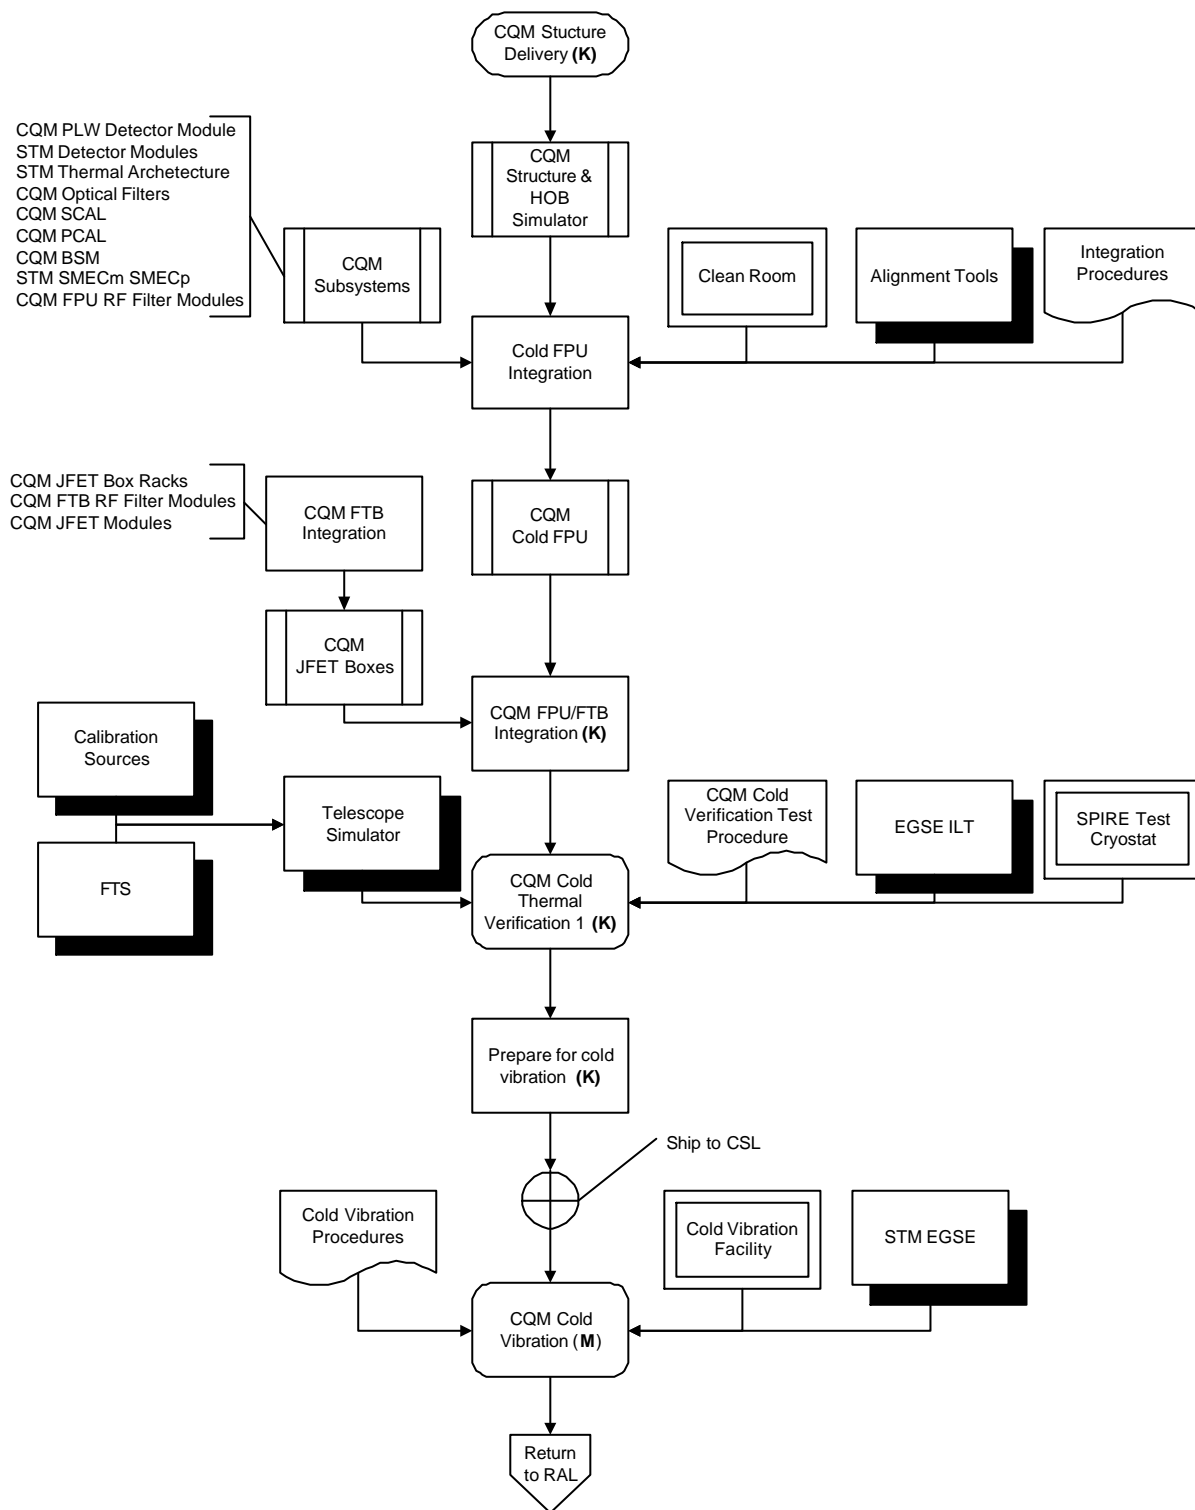 CQM Stucture
Delivery (K)
CQM PLW Detector Module
STM Detector Modules
STM Thermal Archetecture
CQM Optical Filters
CQM SCAL
CQM PCAL
CQM BSM
STM SMECm SMECp
CQM FPU RF Filter Modules
CQM
Structure &
HOB
Simulator
CQM
Subsystems
Clean Room
Alignment Tools
Integration
Procedures
Cold FPU
Integration
CQM JFET Box Racks
CQM FTB RF Filter Modules
CQM JFET Modules
CQM FTB
Integration
CQM
Cold FPU
CQM
JFET Boxes
CQM FPU/FTB
Integration (K)
Calibration
Sources
Telescope
Simulator
FTS
CQM Cold
Verification Test
Procedure
EGSE ILT
SPIRE Test
Cryostat
CQM Cold
Thermal
Verification 1 (K)
Prepare for cold
vibration (K)
Ship to CSL
Cold Vibration
Procedures
Cold Vibration
Facility
STM EGSE
CQM Cold
Vibration (M)
Return
to RAL